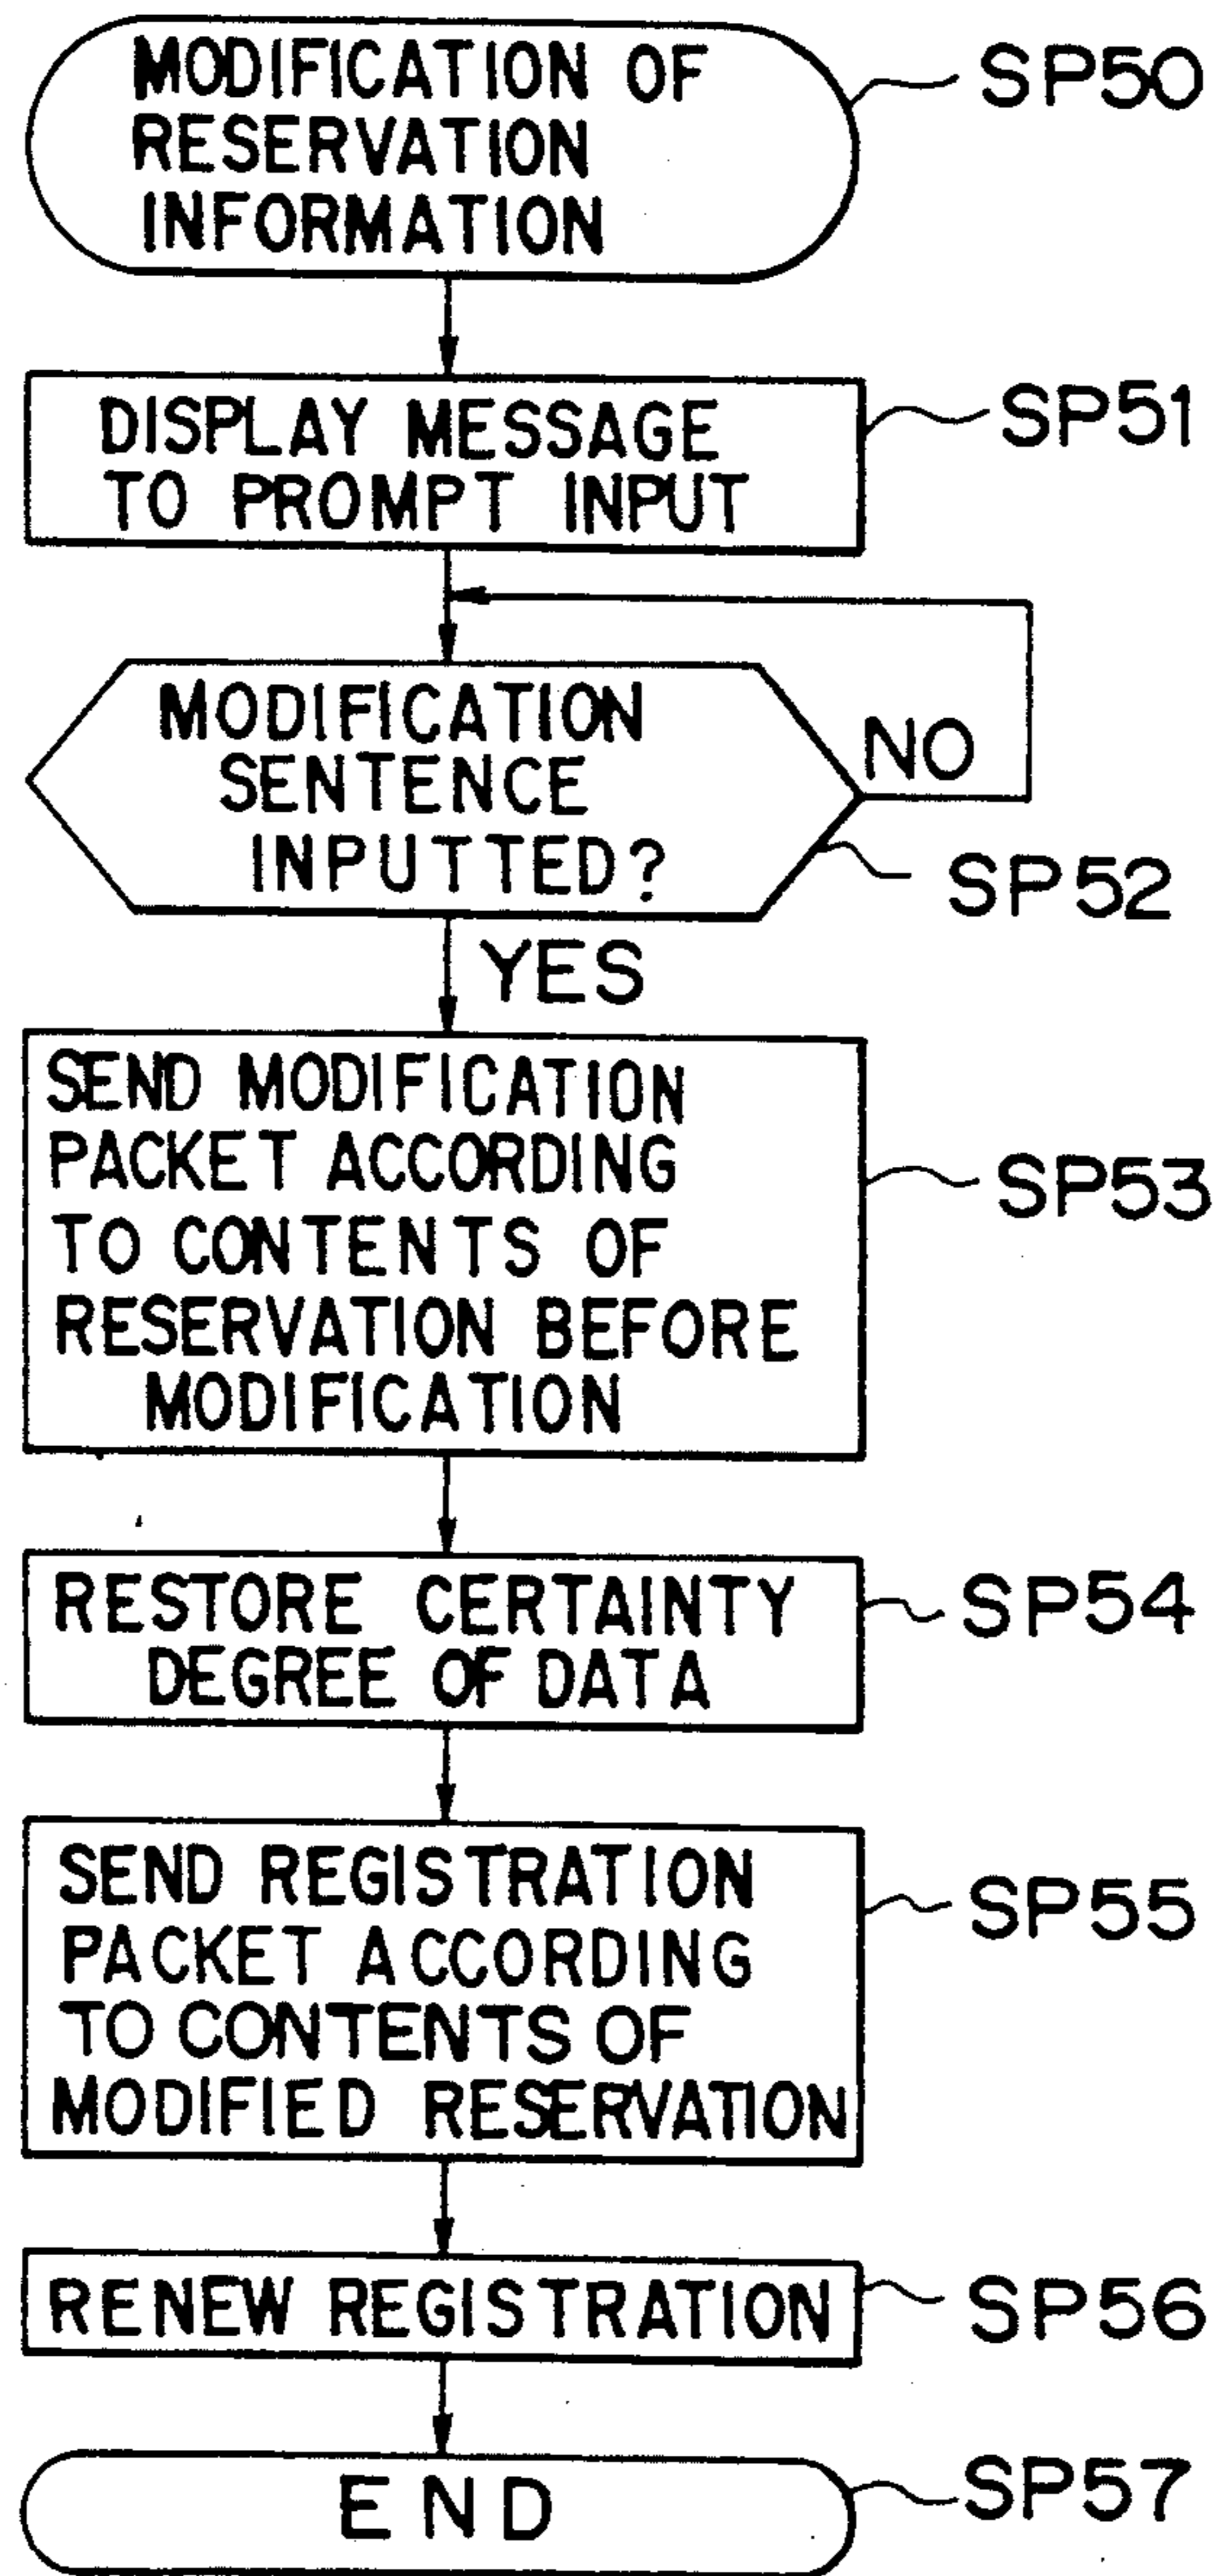 MODIFICATION OF
RESERVATION
INFORMATION
SP50
DISPLAY MESSAGE
TO PROMPT INPUT
SP51
MODIFICATION
SENTENCE
INPUTTED?
NO
SP52
YES
SEND MODIFICATION
PACKET ACCORDING
TO CONTENTS OF
RESERVATION BEFORE
MODIFICATION
SP53
RESTORE CERTAINTY
DEGREE OF DATA
SP54
SEND REGISTRATION
PACKET ACCORDING
TO CONTENTS OF
MODIFIED RESERVATION
SP55
RENEW REGISTRATION
SP56
END
SP57